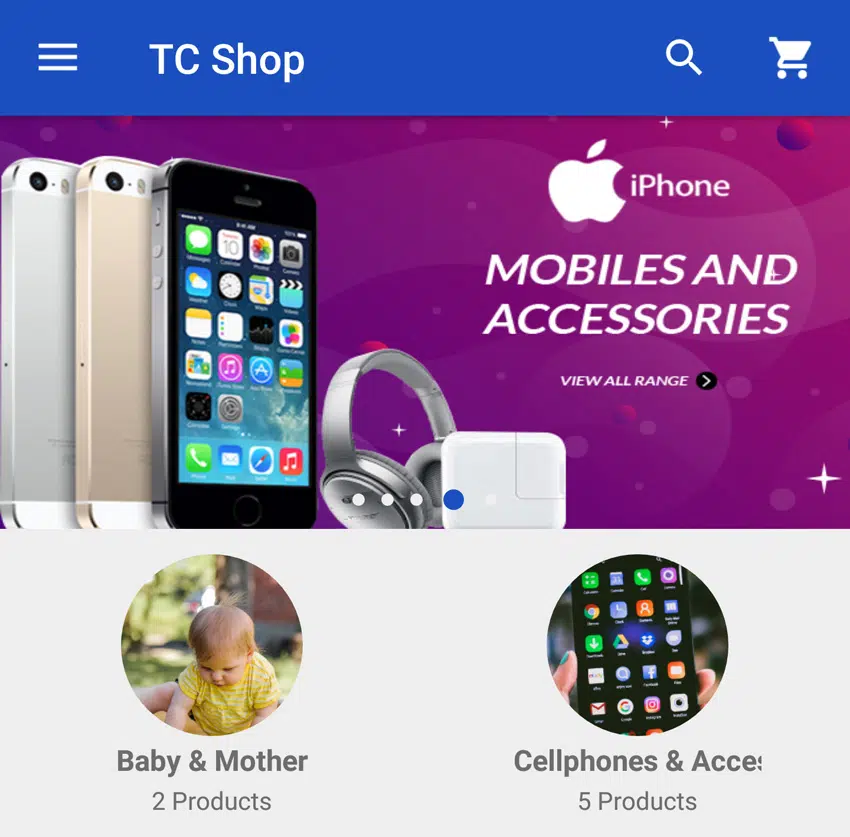 TC Shop
iPhone
MOBILES AND
ACCESSORIES
VIEW ALL RANGE
Baby & Mother
Cellphones & Acces
2 Products
5 Products